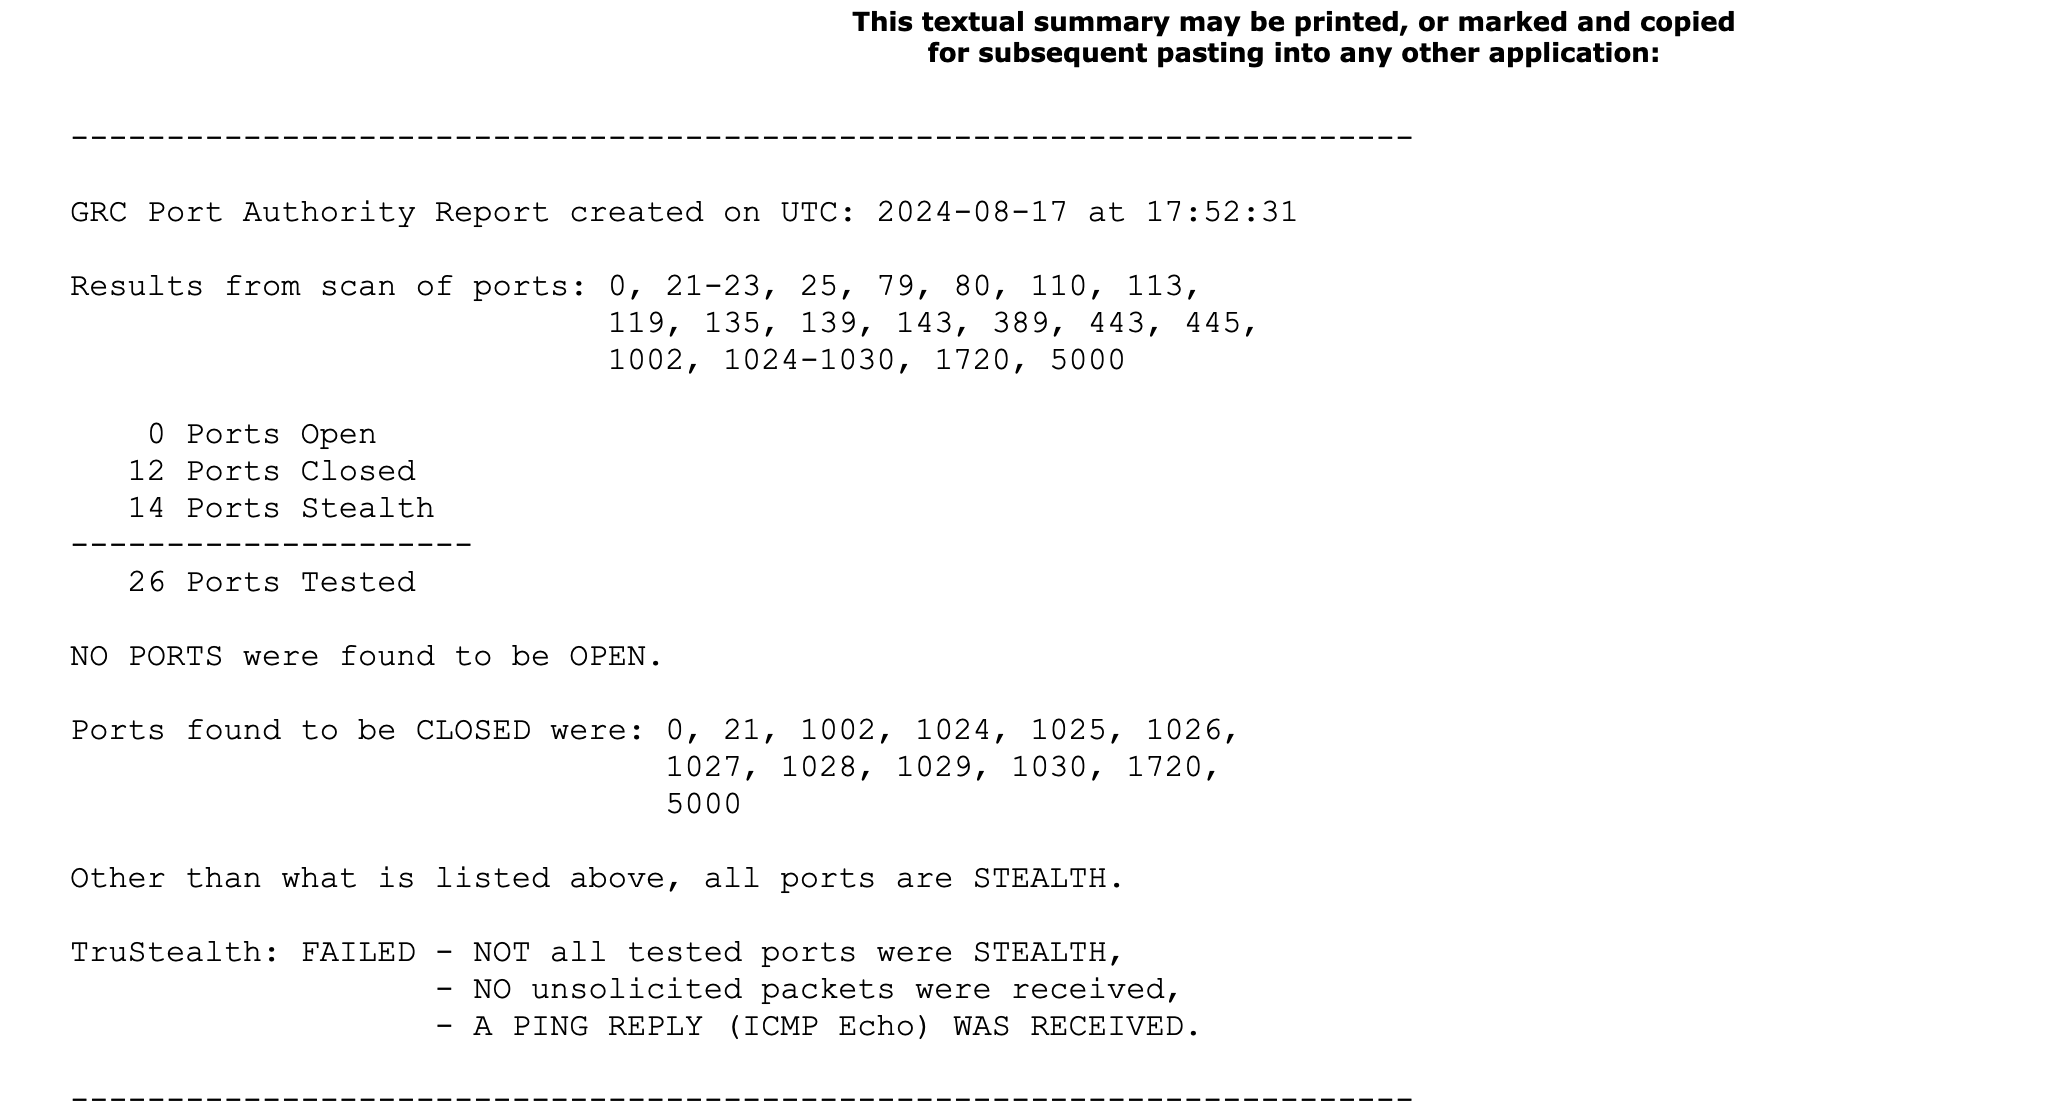 This textual summary may be printed, or marked and copied
for subsequent pasting into any other application:
----------------------------------------------------------------------
GRC Port Authority Report created on UTC: 2024-08-17 at 17:52:31
Results from scan of ports: 0, 21-23, 25, 79, 80, 110, 113,
119, 135, 139, 143, 389, 443, 445,
1002, 1024-1030, 1720, 5000
0 Ports Open
12 Ports Closed
14 Ports Stealth
---------------------
26 Ports Tested
NO PORTS were found to be OPEN.
Ports found to be CLOSED were: 0, 21, 1002, 1024, 1025, 1026,
1027, 1028, 1029, 1030, 1720,
5000
Other than what is listed above, all ports are STEALTH.
TruStealth: FAILED - NOT all tested ports were STEALTH,
- NO unsolicited packets were received,
- A PING REPLY (ICMP Echo) WAS RECEIVED.
----------------------------------------------------------------------